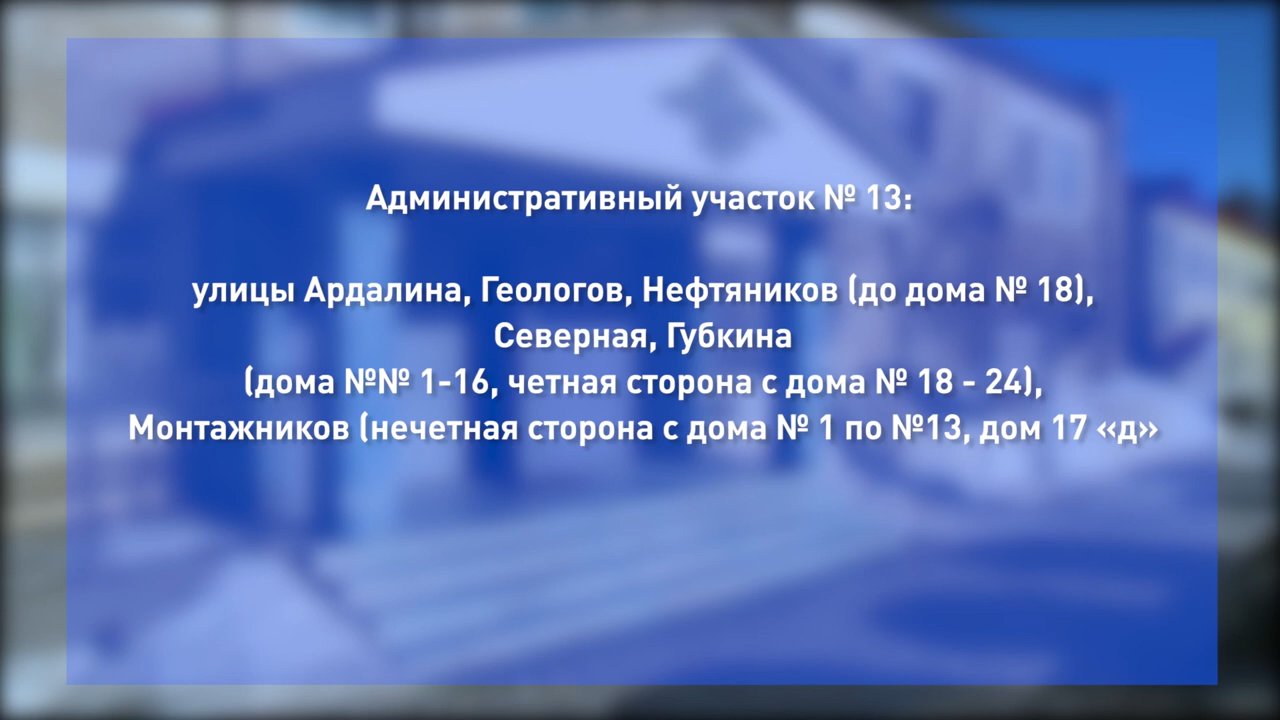 Административный участок № 13:
улицы Ардалина, Геологов, Нефтяников (до дома № 18),
Северная, Губкина
(дома №№ 1-16, четная сторона с дома № 18 - 24),
Монтажников (нечетная сторона с дома № 1 по №13, дом 17 «д»